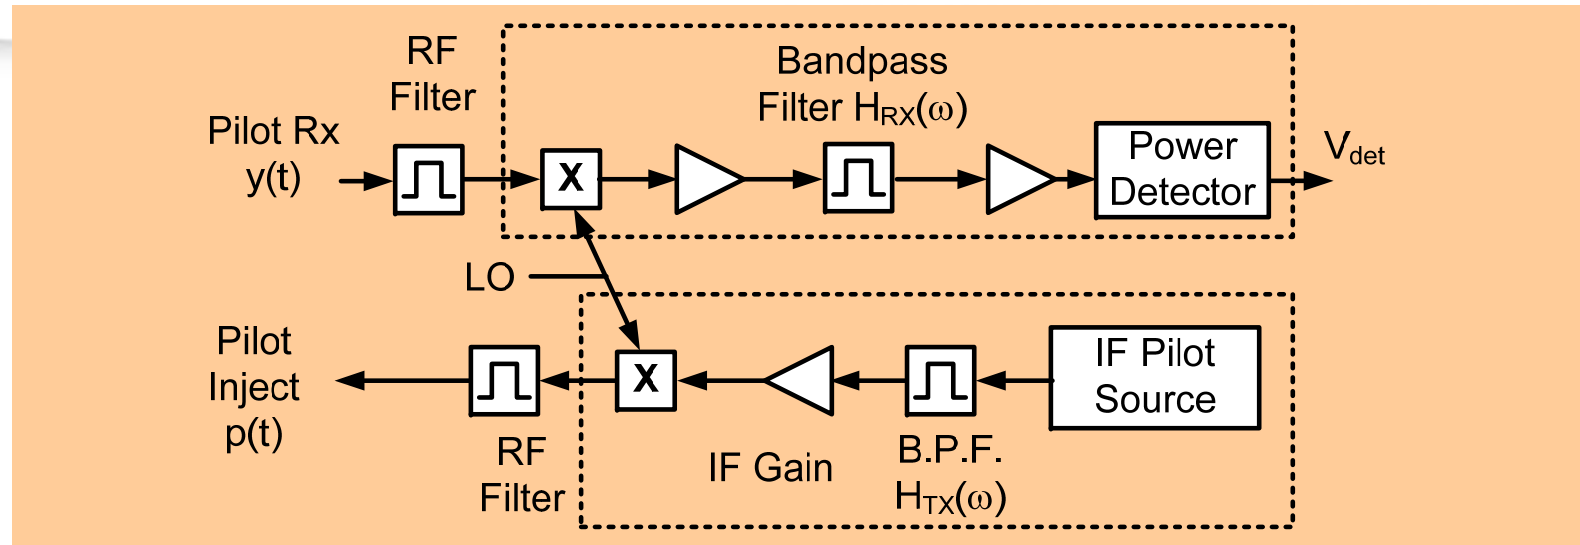 RF
Filter
Bandpass
Filter H_RX(ω)
Pilot Rx
y(t)
X
Power
Detector
V_det
LO
Pilot
Inject
p(t)
X
IF Pilot
Source
RF
Filter
IF Gain
B.P.F.
H_TX(ω)